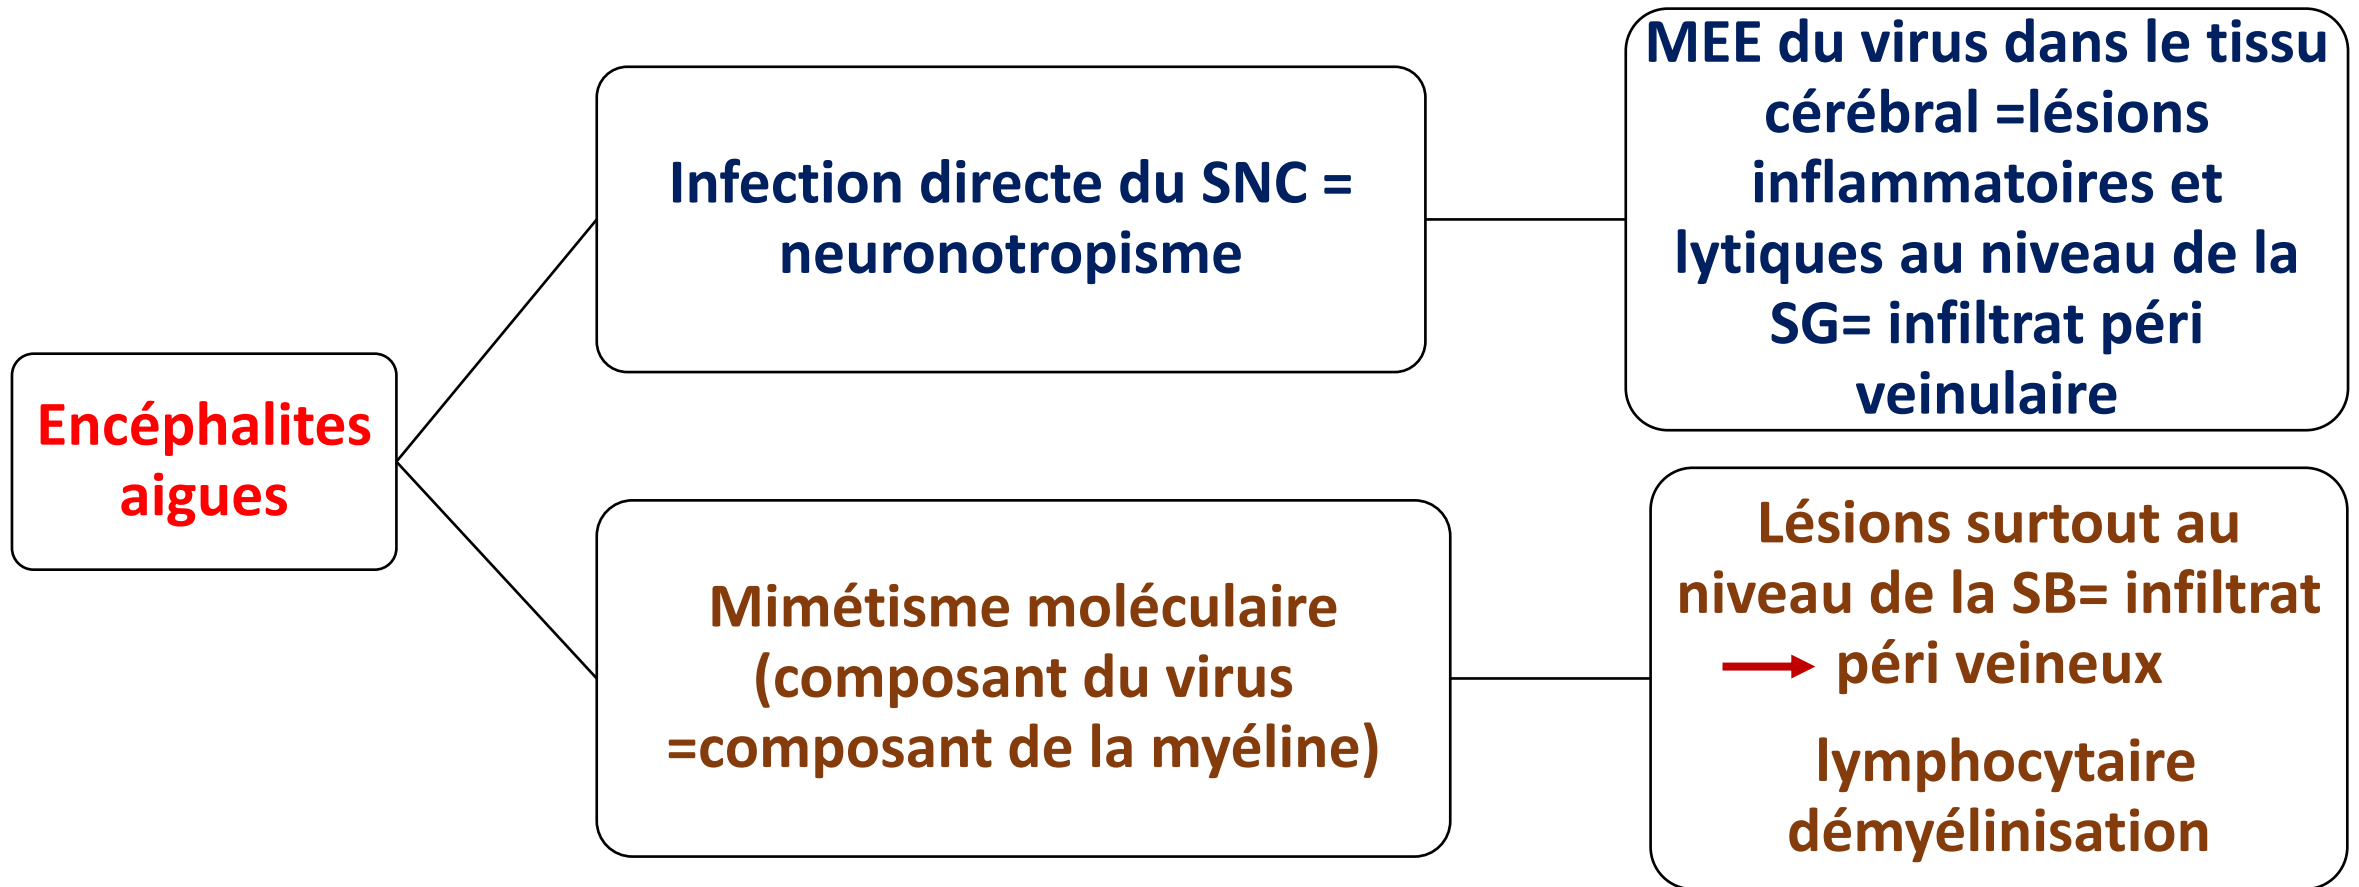 Encéphalites
aigues
Infection directe du SNC =
neuronotropisme
MEE du virus dans le tissu
cérébral =lésions
inflammatoires et
lytiques au niveau de la
SG= infiltrat péri
veinulaire
Mimétisme moléculaire
(composant du virus
=composant de la myéline)
Lésions surtout au
niveau de la SB= infiltrat
péri veineux
lymphocytaire
démyélinisation